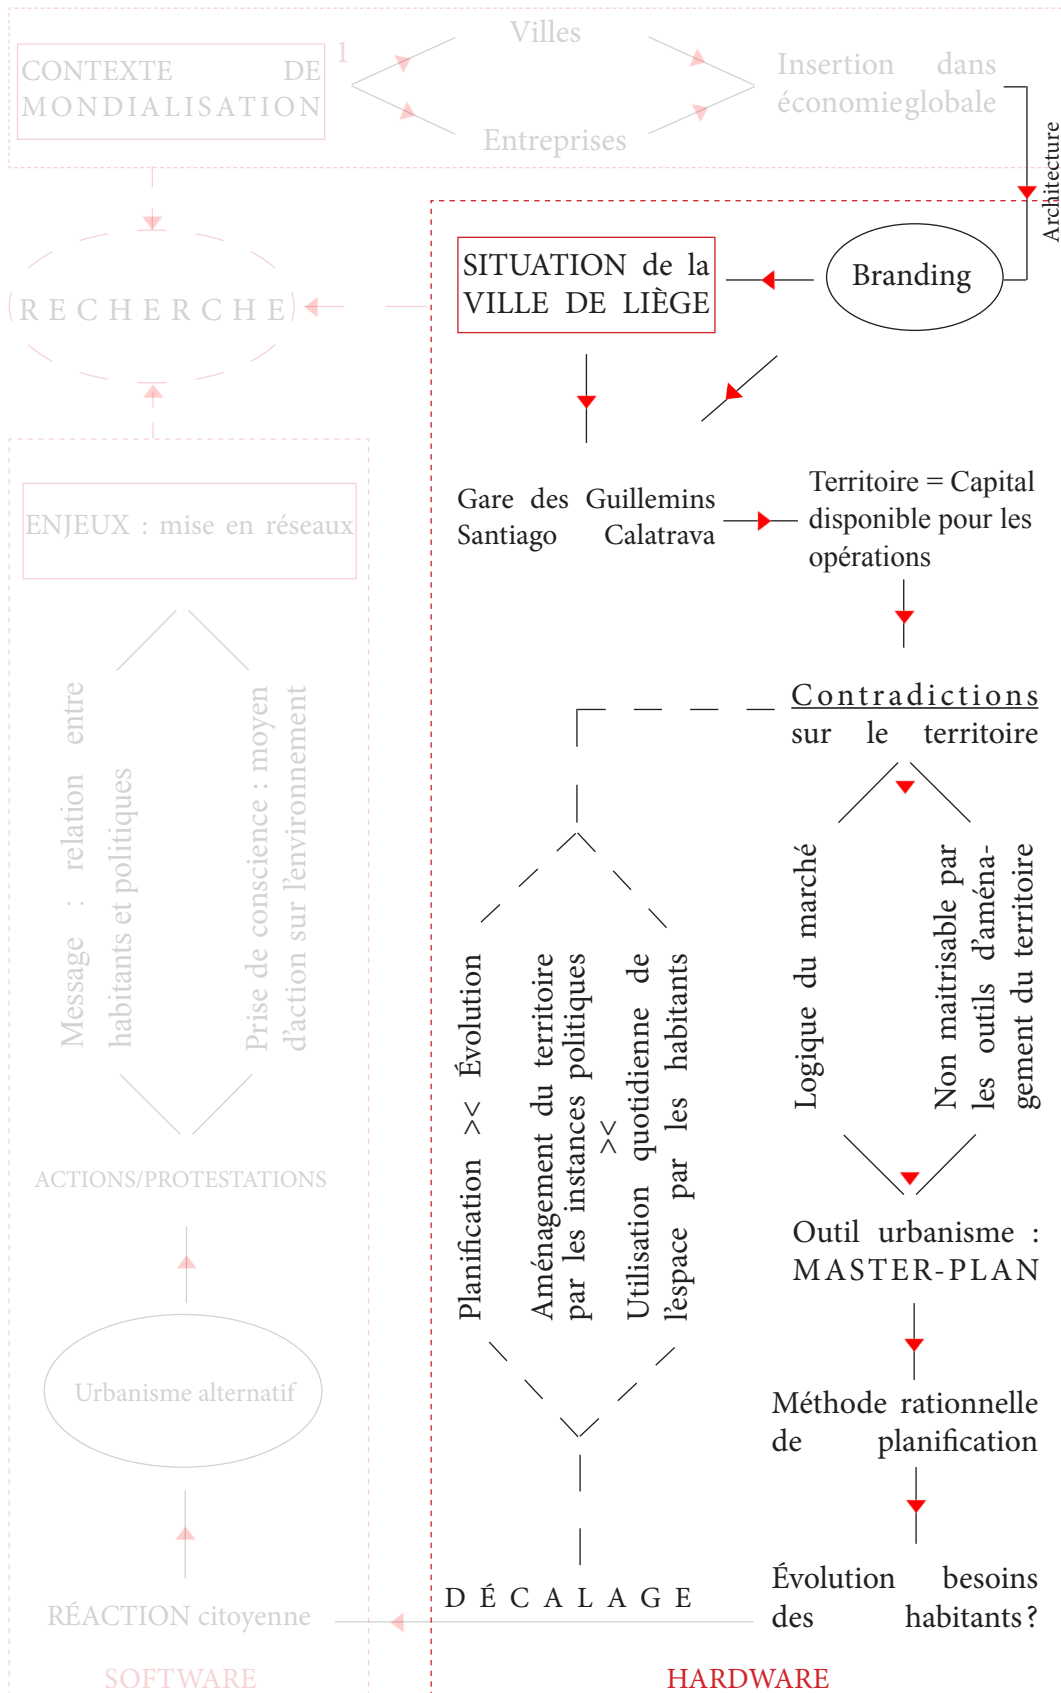 CONTEXTE DE
MONDIALISATION
1
Villes
Entreprises
Insertion dans
économieglobale
Architecture
RECHERCHE
SITUATION de la
VILLE DE LIÈGE
Branding
ENJEUX : mise en réseaux
Gare des Guillemins
Santiago Calatrava
Territoire = Capital
disponible pour les
opérations
Message : relation entre
habitants et politiques
Prise de conscience : moyen
d'action sur l'environnement
Contradictions
sur le territoire
Planification >< Évolution
Aménagement du territoire
par les instances politiques
><
Utilisation quotidienne de
l'espace par les habitants
Logique du marché
Non maitrisable par
les outils d'aména-
gement du territoire
ACTIONS/PROTESTATIONS
Outil urbanisme :
MASTER-PLAN
Urbanisme alternatif
Méthode rationnelle
de planification
RÉACTION citoyenne
DÉCALAGE
Évolution besoins
des habitants?
SOFTWARE
HARDWARE